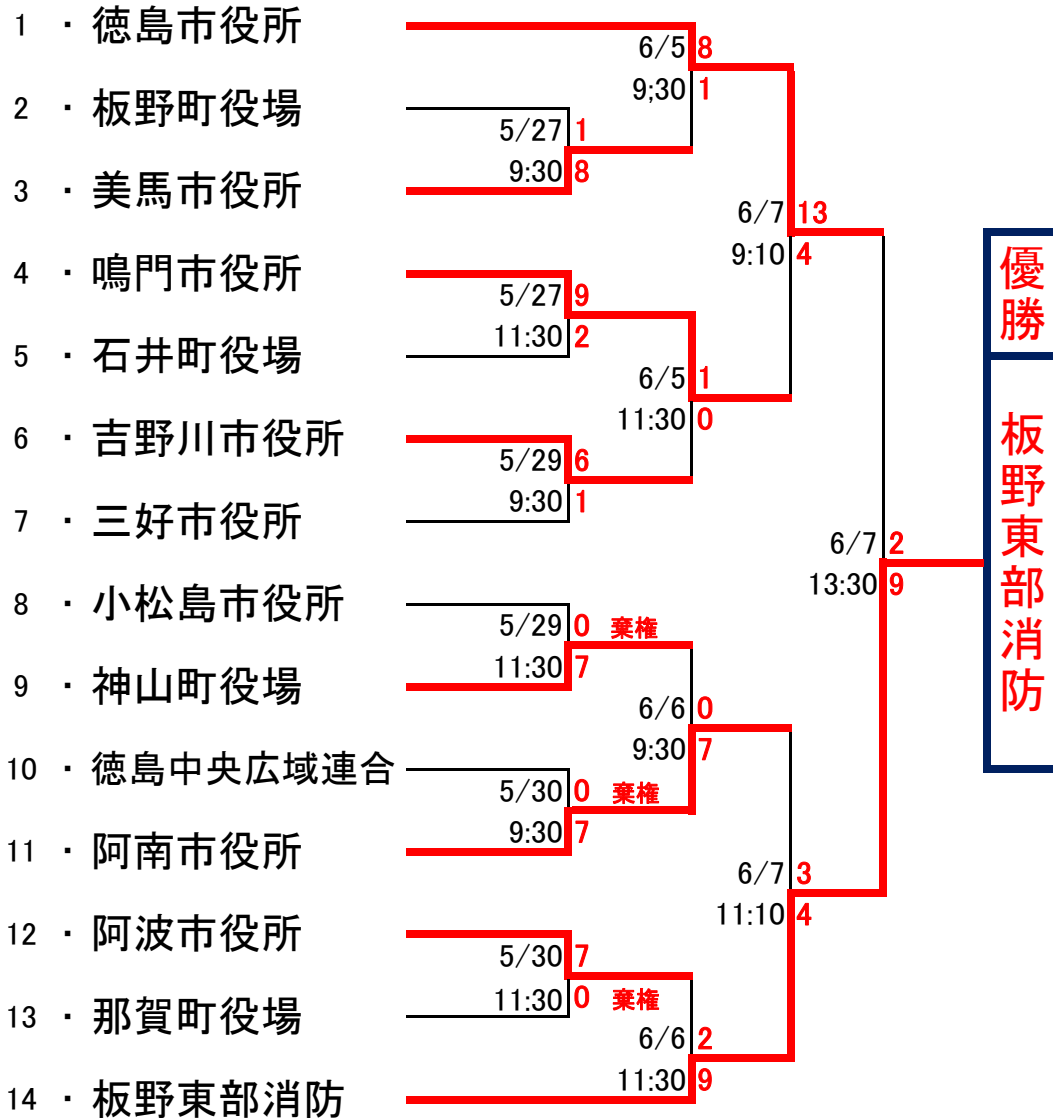 1 ・ 徳島市役所
6/5 8
9;30 1
2 ・ 板野町役場
5/27 1
9:30 8
3 ・ 美馬市役所
6/7 13
9:10 4
4 ・ 鳴門市役所
5/27 9
11:30 2
5 ・ 石井町役場
6/5 1
11:30 0
6 ・ 吉野川市役所
5/29 6
9:30 1
7 ・ 三好市役所
6/7 2
13:30 9
8 ・ 小松島市役所
5/29 0 棄権
11:30 7
9 ・ 神山町役場
6/6 0
9:30 7
10 ・ 徳島中央広域連合
5/30 0 棄権
9:30 7
11 ・ 阿南市役所
6/7 3
11:10 4
12 ・ 阿波市役所
5/30 7
11:30 0 棄権
13 ・ 那賀町役場
6/6 2
11:30 9
14 ・ 板野東部消防
優勝
板野東部消防